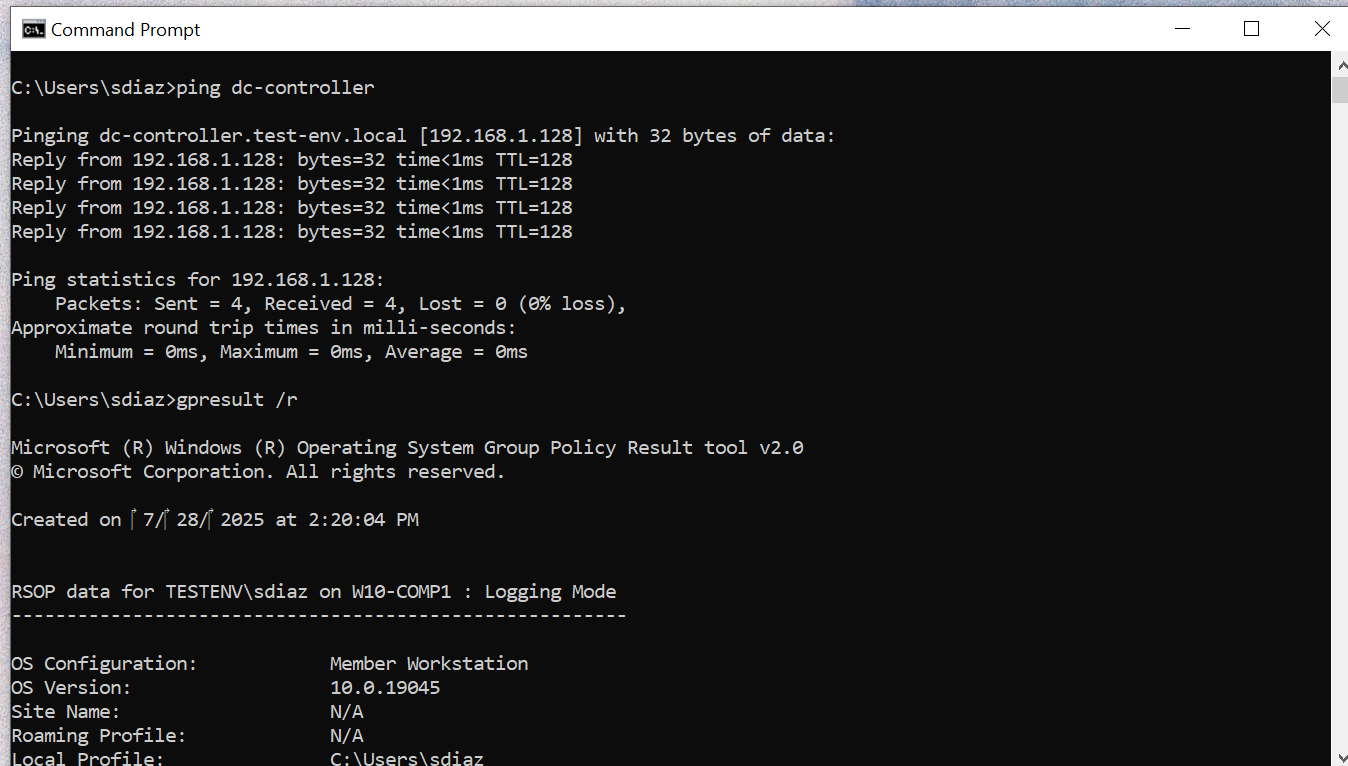 Command Prompt
C:\Users\sdiaz>ping dc-controller
Pinging dc-controller.test-env.local [192.168.1.128] with 32 bytes of data:
Reply from 192.168.1.128: bytes=32 time<1ms TTL=128
Reply from 192.168.1.128: bytes=32 time<1ms TTL=128
Reply from 192.168.1.128: bytes=32 time<1ms TTL=128
Reply from 192.168.1.128: bytes=32 time<1ms TTL=128
Ping statistics for 192.168.1.128:
    Packets: Sent = 4, Received = 4, Lost = 0 (0% loss),
Approximate round trip times in milli-seconds:
    Minimum = 0ms, Maximum = 0ms, Average = 0ms
C:\Users\sdiaz>gpresult /r
Microsoft (R) Windows (R) Operating System Group Policy Result tool v2.0
© Microsoft Corporation. All rights reserved.
Created on 7/ 28/ 2025 at 2:20:04 PM
RSOP data for TESTENV\sdiaz on W10-COMP1 : Logging Mode
--------------------------------------------------------
OS Configuration:            Member Workstation
OS Version:                  10.0.19045
Site Name:                   N/A
Roaming Profile:             N/A
Local Profile:               C:\Users\sdiaz